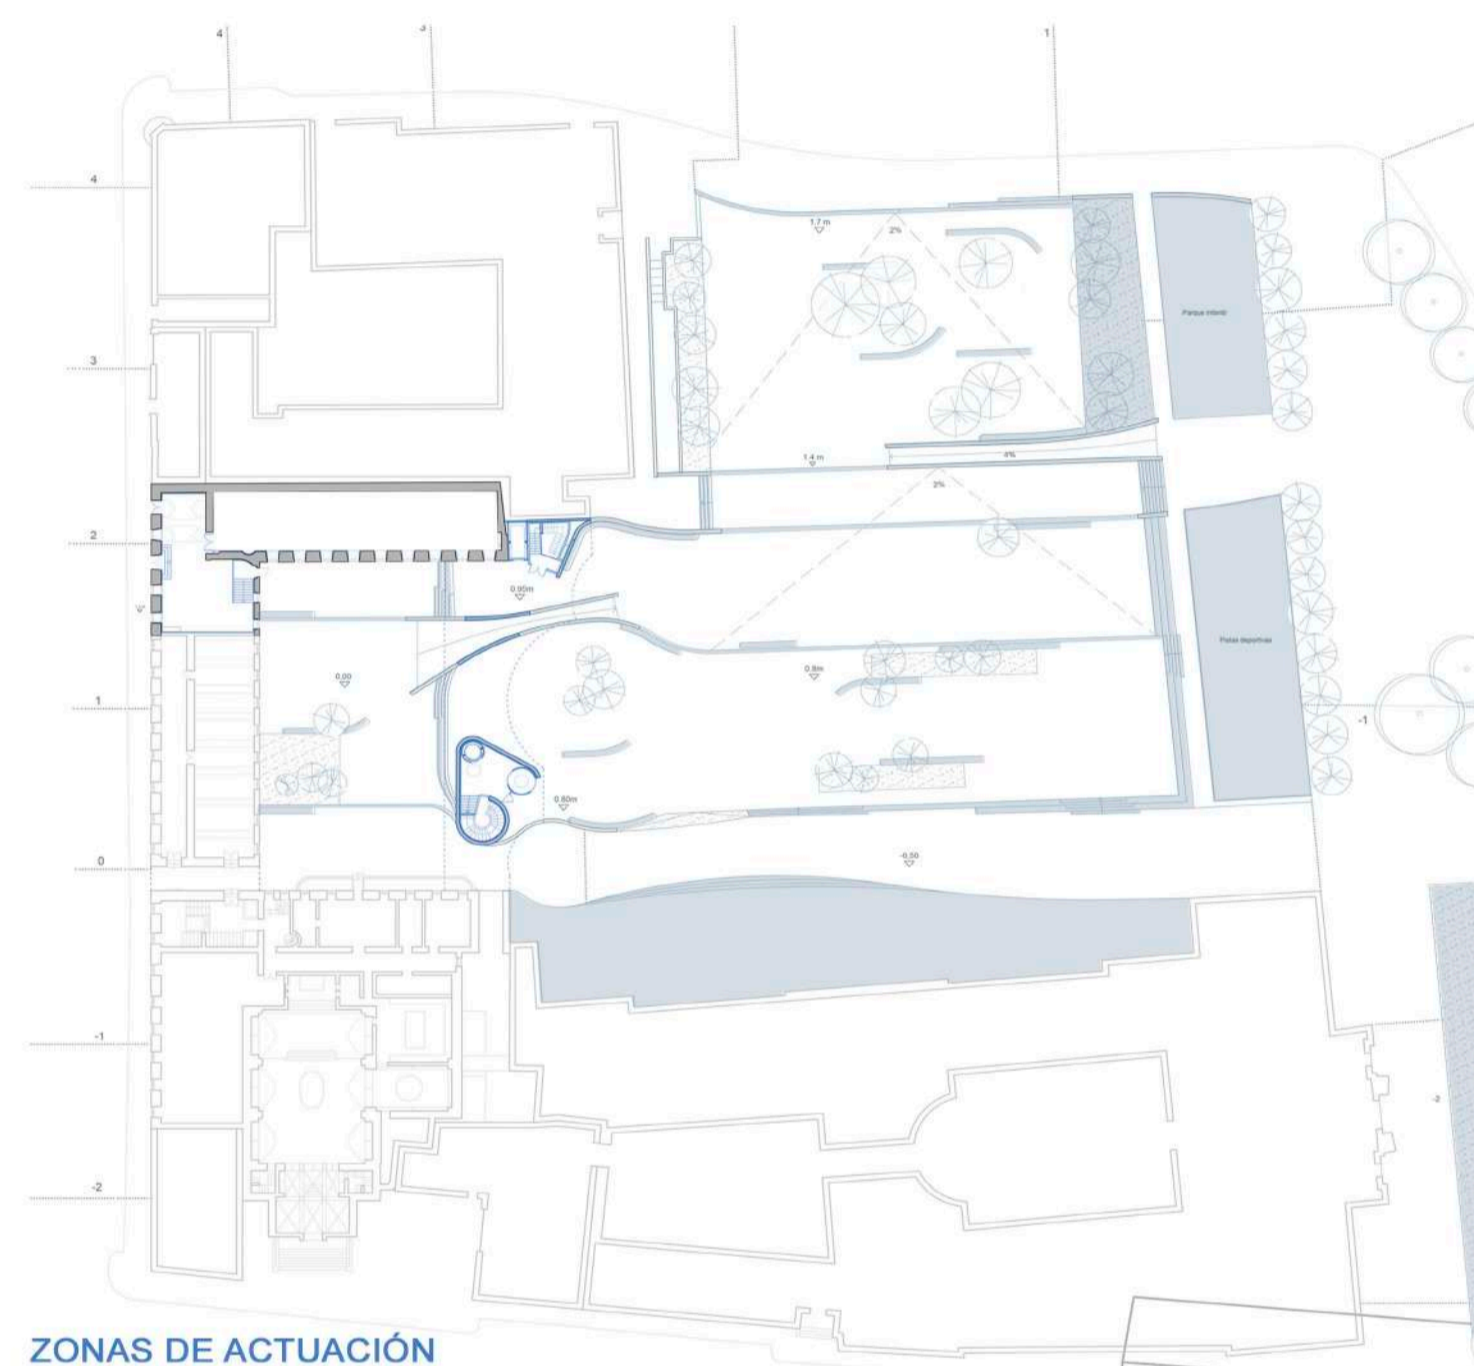 4
3
1
4
1.7 m
2%
Parque infantil
3
1.4 m
4%
2%
2
0.90m
Pistas deportivas
0.00
0.8m
1
-1
0.80m
0
-0,50
-1
-2
-2
ZONAS DE ACTUACIÓN